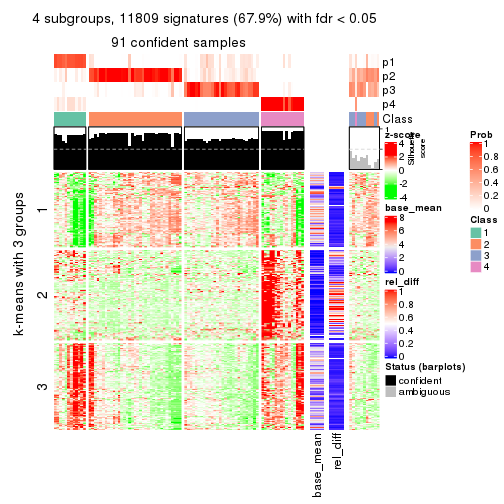 4 subgroups, 11809 signatures (67.9%) with fdr < 0.05
91 confident samples
p1
p2
p3
p4
Class
1
Silhouette
score
k-means with 3 groups
1
2
3
base_mean
rel_diff
z-score
4
2
0
-2
-4
base_mean
8
6
4
2
0
rel_diff
1
0.8
0.6
0.4
0.2
0
Status (barplots)
confident
ambiguous
Prob
1
0.8
0.6
0.4
0.2
0
Class
1
2
3
4